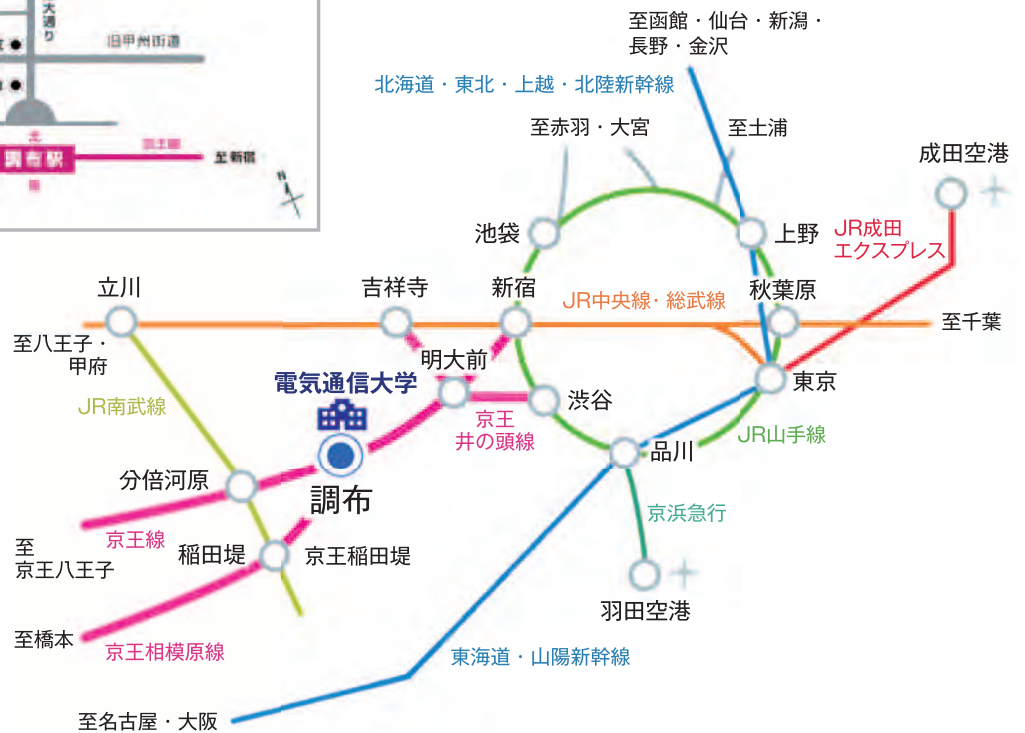 大通り
旧甲州街道
北
調布駅
京王線
至新宿
南
N
至函館・仙台・新潟・
長野・金沢
北海道・東北・上越・北陸新幹線
至赤羽・大宮
至土浦
成田空港
池袋
上野
JR成田
エクスプレス
立川
吉祥寺
新宿
JR中央線・総武線
秋葉原
至千葉
至八王子・
甲府
明大前
電気通信大学
渋谷
東京
JR南武線
京王
井の頭線
JR山手線
品川
分倍河原
調布
京浜急行
京王線
至
京王八王子
稲田堤
京王稲田堤
羽田空港
至橋本
京王相模原線
東海道・山陽新幹線
至名古屋・大阪